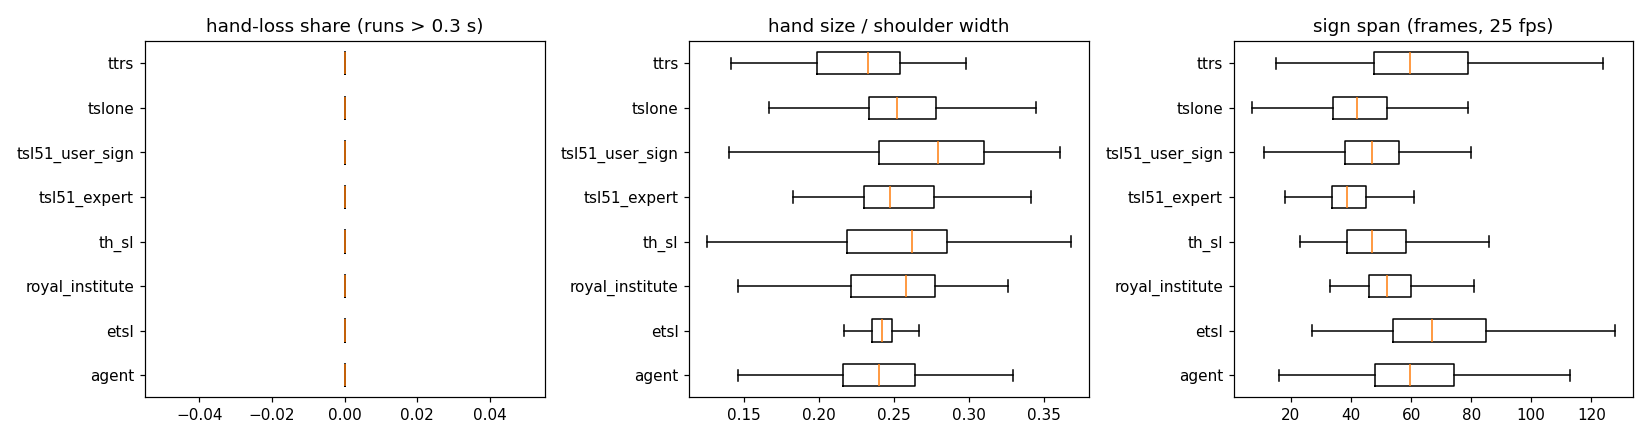 hand-loss share (runs > 0.3 s)
ttrs
tslone
tsl51_user_sign
tsl51_expert
th_sl
royal_institute
etsl
agent
−0.04 −0.02 0.00 0.02 0.04
hand size / shoulder width
ttrs
tslone
tsl51_user_sign
tsl51_expert
th_sl
royal_institute
etsl
agent
0.15 0.20 0.25 0.30 0.35
sign span (frames, 25 fps)
ttrs
tslone
tsl51_user_sign
tsl51_expert
th_sl
royal_institute
etsl
agent
20 40 60 80 100 120